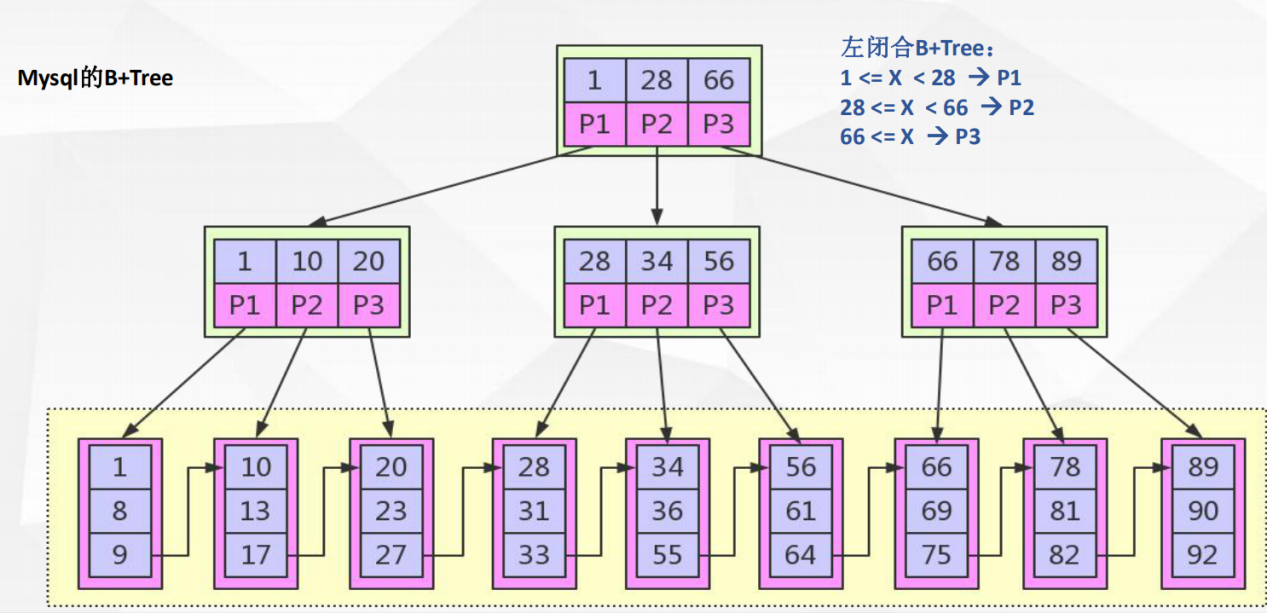 Mysql的B+Tree
左闭合B+Tree：
1 <= X < 28 → P1
28 <= X < 66 → P2
66 <= X → P3
1 28 66
P1 P2 P3
1 10 20
P1 P2 P3
28 34 56
P1 P2 P3
66 78 89
P1 P2 P3
1 10 20 28 34 56 66 78 89
8 13 23 31 36 61 69 81 90
9 17 27 33 55 64 75 82 92